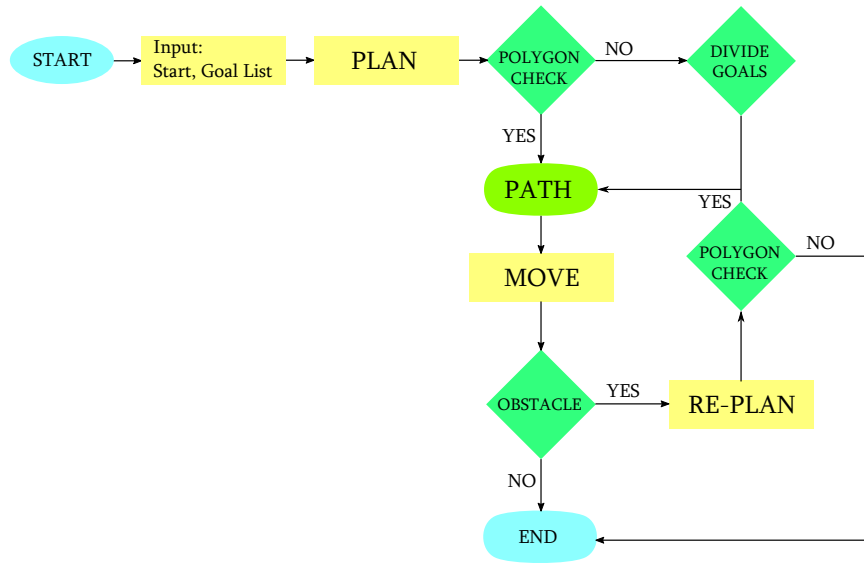 START
Input:
Start, Goal List
PLAN
POLYGON
CHECK
NO
DIVIDE
GOALS
YES
PATH
YES
MOVE
POLYGON
CHECK
NO
OBSTACLE
YES
RE-PLAN
NO
END